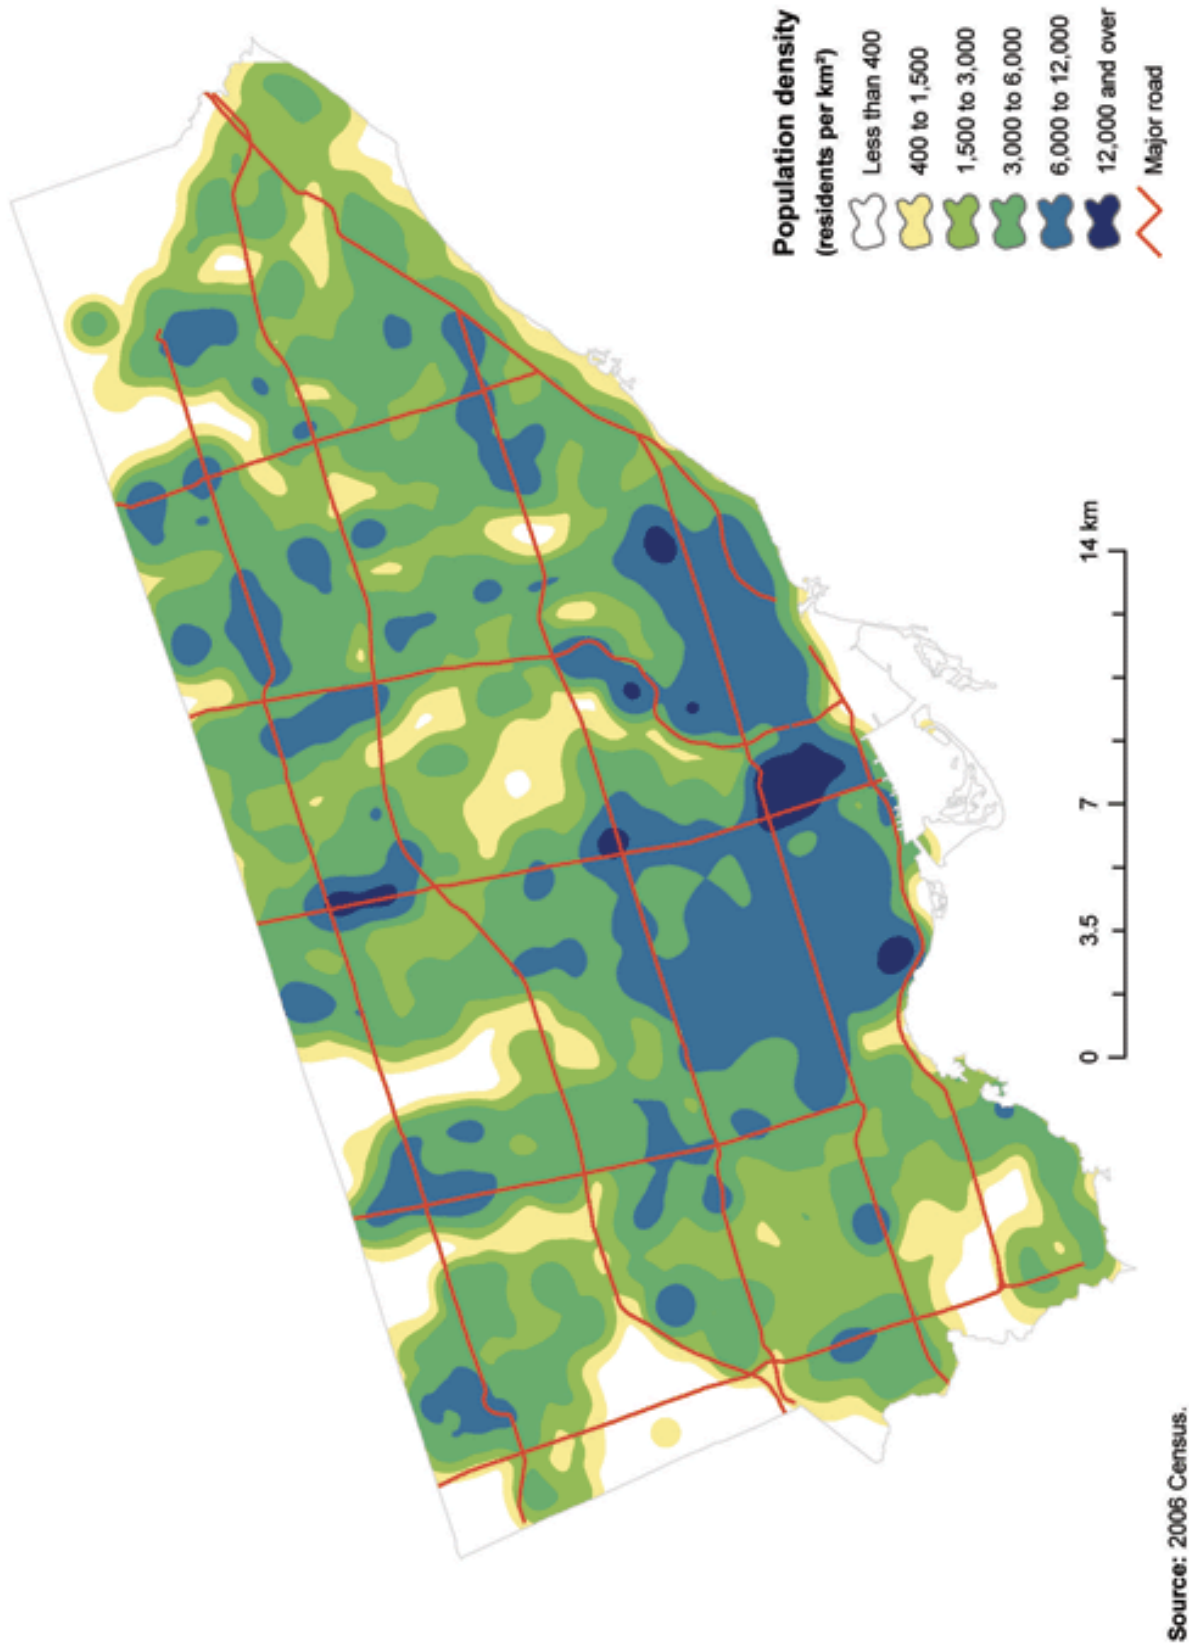 Population density
(residents per km²)
Less than 400
400 to 1,500
1,500 to 3,000
3,000 to 6,000
6,000 to 12,000
12,000 and over
Major road
0 3.5 7 14 km
Source: 2006 Census.